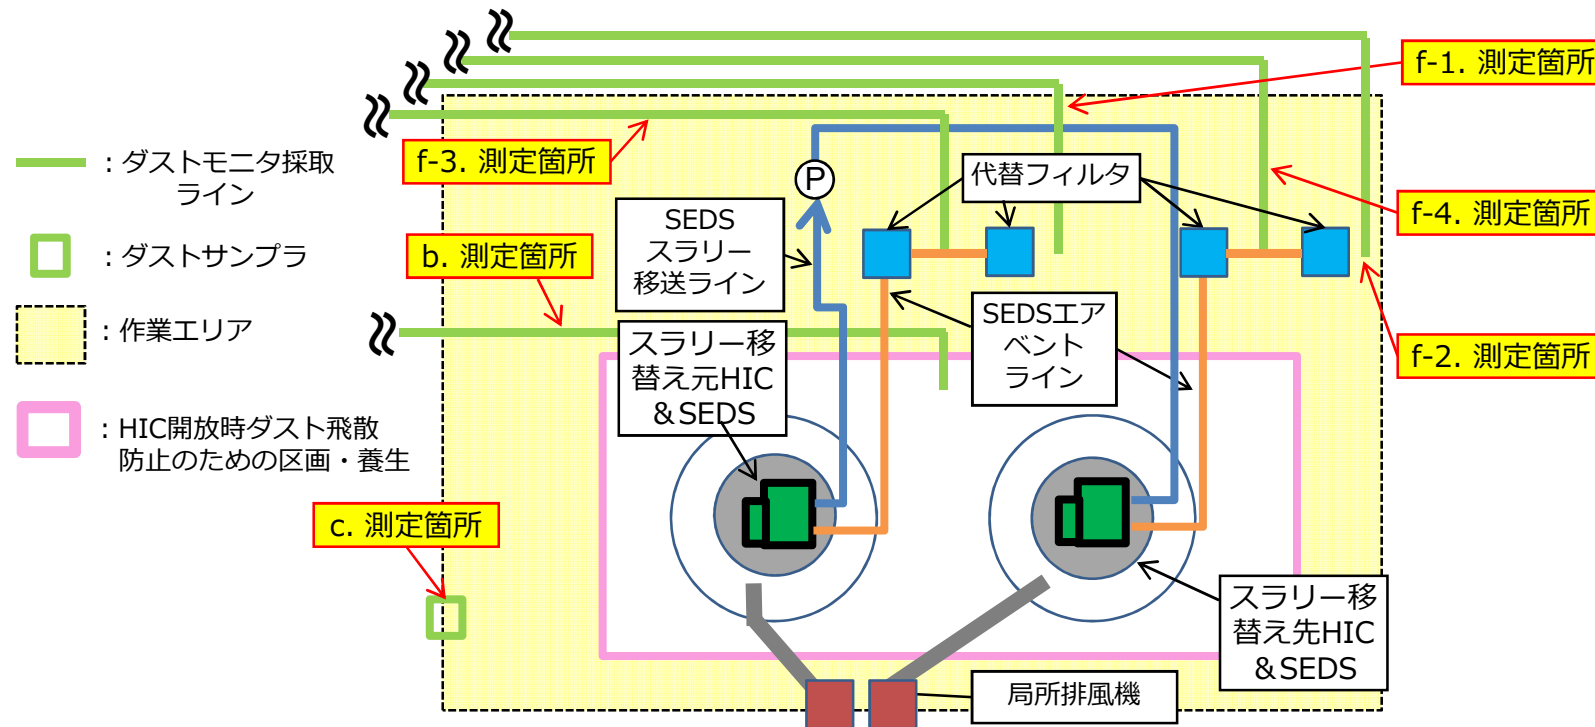 f-1. 測定箇所
f-3. 測定箇所
代替フィルタ
P
：ダストモニタ採取
ライン
f-4. 測定箇所
SEDS
スラリー
移送ライン
b. 測定箇所
：ダストサンプラ
SEDSエア
ベント
ライン
：作業エリア
スラリー移
替え元HIC
＆SEDS
f-2. 測定箇所
：HIC開放時ダスト飛散
防止のための区画・養生
c. 測定箇所
スラリー移
替え先HIC
＆SEDS
局所排風機